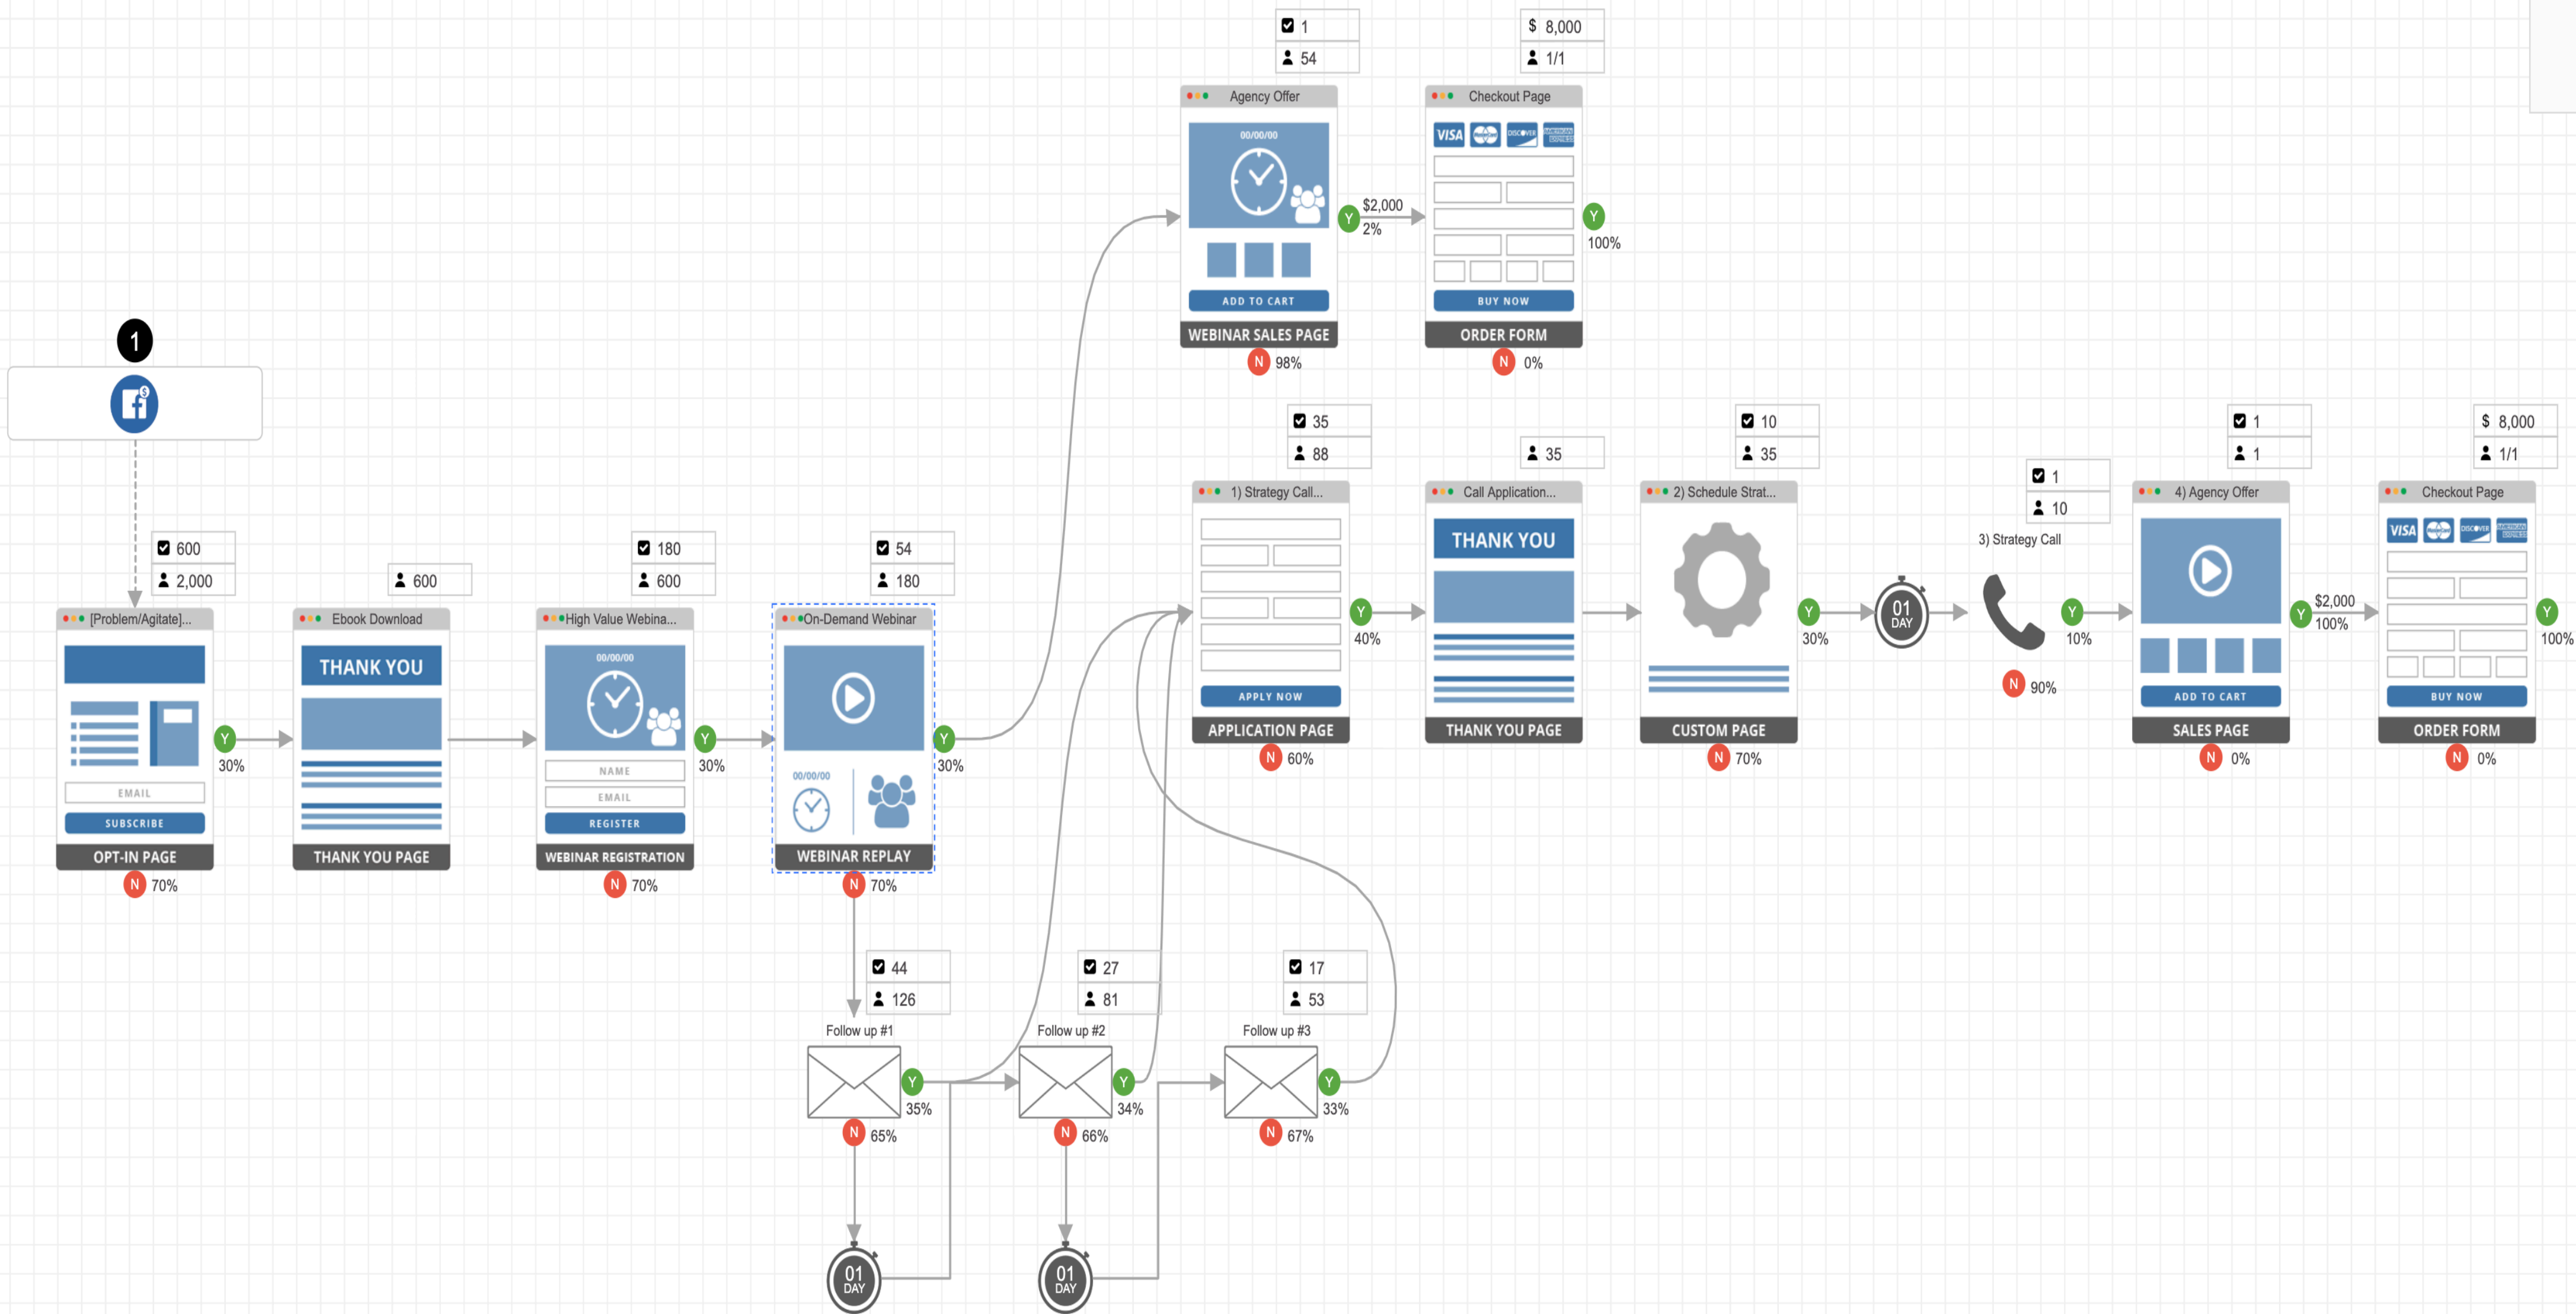 1
$ 8,000
54
1/1
Agency Offer
00/00/00
ADD TO CART
WEBINAR SALES PAGE
N 98%
Y
$2,000
2%
Checkout Page
VISA
DISCOVER
BUY NOW
ORDER FORM
N 0%
Y
100%
1
600
2,000
[Problem/Agitate]...
EMAIL
SUBSCRIBE
OPT-IN PAGE
N 70%
Y
30%
600
Ebook Download
THANK YOU
THANK YOU PAGE
180
600
High Value Webina...
00/00/00
NAME
EMAIL
REGISTER
WEBINAR REGISTRATION
N 70%
Y
30%
54
180
On-Demand Webinar
00/00/00
WEBINAR REPLAY
N 70%
Y
30%
35
88
1) Strategy Call...
APPLY NOW
APPLICATION PAGE
N 60%
Y
40%
35
Call Application...
THANK YOU
THANK YOU PAGE
10
35
2) Schedule Strat...
CUSTOM PAGE
N 70%
Y
30%
01
DAY
1
10
3) Strategy Call
Y
10%
N 90%
1
1
4) Agency Offer
ADD TO CART
SALES PAGE
N 0%
Y
$2,000
100%
$ 8,000
1/1
Checkout Page
VISA
DISCOVER
BUY NOW
ORDER FORM
N 0%
Y
100%
44
126
Follow up #1
Y
35%
N 65%
01
DAY
27
81
Follow up #2
Y
34%
N 66%
01
DAY
17
53
Follow up #3
Y
33%
N 67%